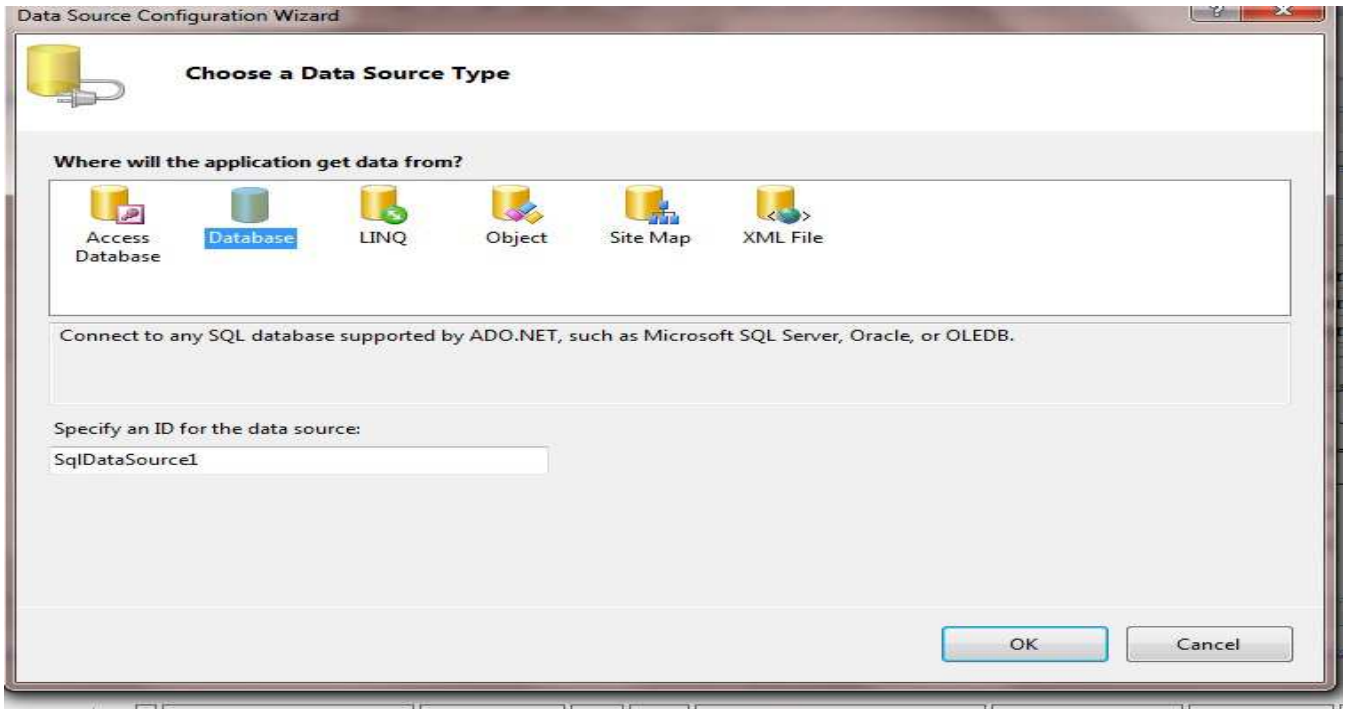 Data Source Configuration Wizard
Choose a Data Source Type
Where will the application get data from?
Access Database
Database
LINQ
Object
Site Map
XML File
Connect to any SQL database supported by ADO.NET, such as Microsoft SQL Server, Oracle, or OLEDB.
Specify an ID for the data source:
SqlDataSource1
OK
Cancel